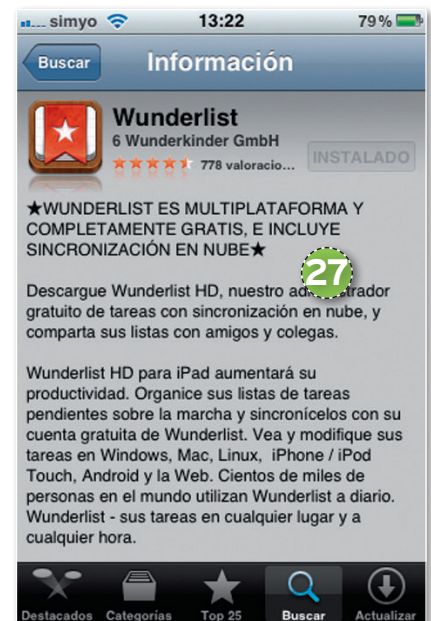 simyo 13:22 79 %
Buscar Información
Wunderlist
6 Wunderkinder GmbH
778 valoracio... INSTALADO
★WUNDERLIST ES MULTIPLATAFORMA Y
COMPLETAMENTE GRATIS, E INCLUYE
SINCRONIZACIÓN EN NUBE★
27
Descargue Wunderlist HD, nuestro
gratuito de tareas con sincronización en nube, y
comparta sus listas con amigos y colegas.
Wunderlist HD para iPad aumentará su
productividad. Organice sus listas de tareas
pendientes sobre la marcha y sincronícelos con su
cuenta gratuita de Wunderlist. Vea y modifique sus
tareas en Windows, Mac, Linux, iPhone / iPod
Touch, Android y la Web. Cientos de miles de
personas en el mundo utilizan Wunderlist a diario.
Wunderlist - sus tareas en cualquier lugar y a
cualquier hora.
Destacados Categorías Top 25 Buscar Actualizar